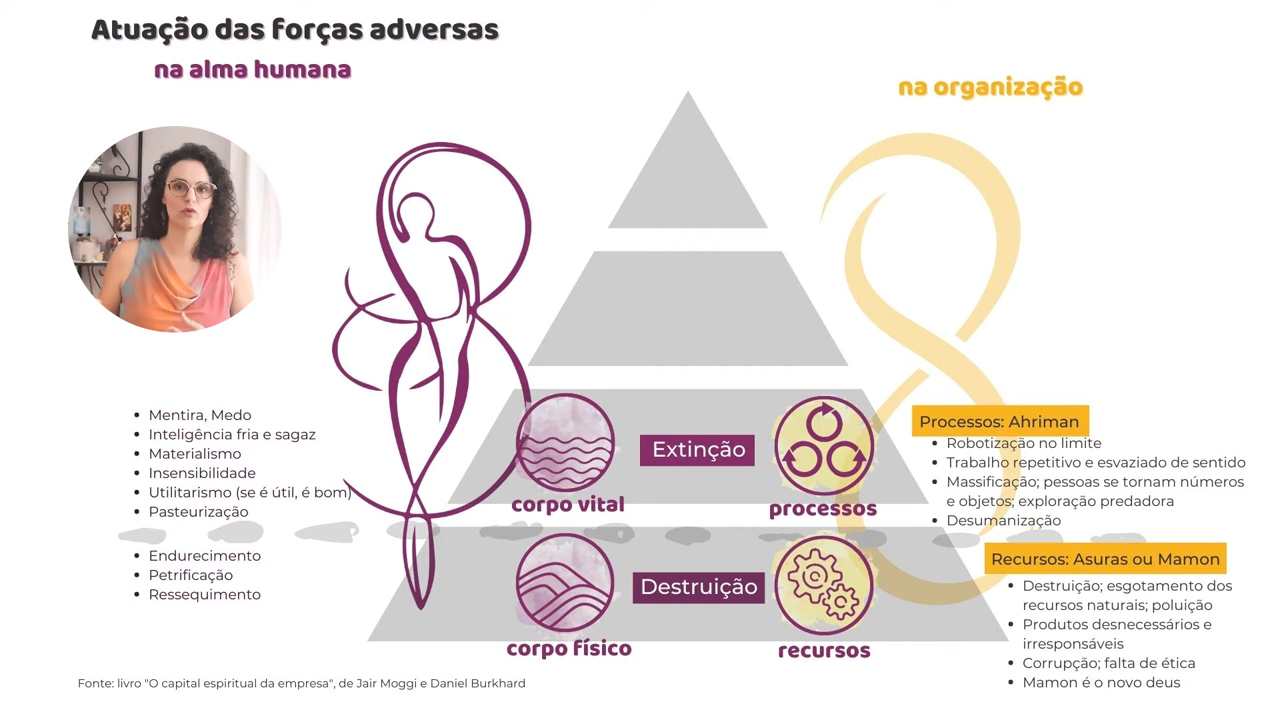 Atuação das forças adversas
na alma humana
na organização
Mentira, Medo
Inteligência fria e sagaz
Materialismo
Insensibilidade
Utilitarismo (se é útil, é bom)
Pasteurização
Endurecimento
Petrificação
Ressequimento
Extinção
corpo vital
processos
Destruição
corpo físico
recursos
Processos: Ahriman
Robotização no limite
Trabalho repetitivo e esvaziado de sentido
Massificação; pessoas se tornam números
e objetos; exploração predadora
Desumanização
Recursos: Asuras ou Mamon
Destruição; esgotamento dos
recursos naturais; poluição
Produtos desnecessários e
irresponsáveis
Corrupção; falta de ética
Mamon é o novo deus
Fonte: livro "O capital espiritual da empresa", de Jair Moggi e Daniel Burkhard